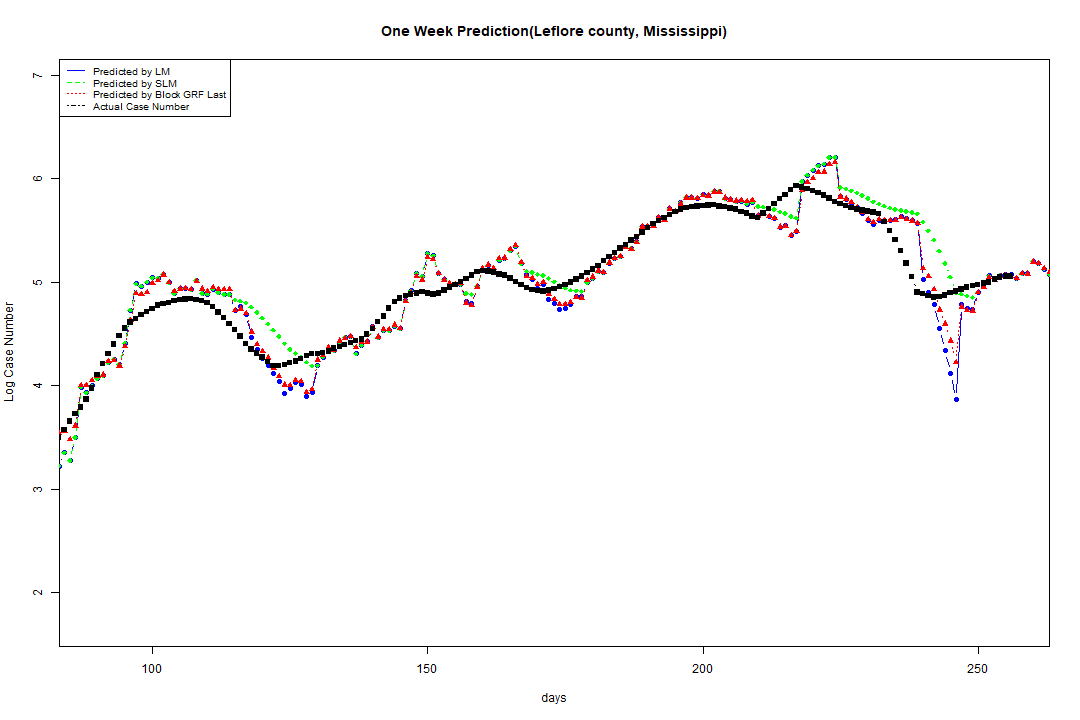 One Week Prediction(Leflore county, Mississippi)
Predicted by LM
Predicted by SLM
Predicted by Block GRF Last
Actual Case Number
7
6
5
4
3
2
Log Case Number
100
150
200
250
days